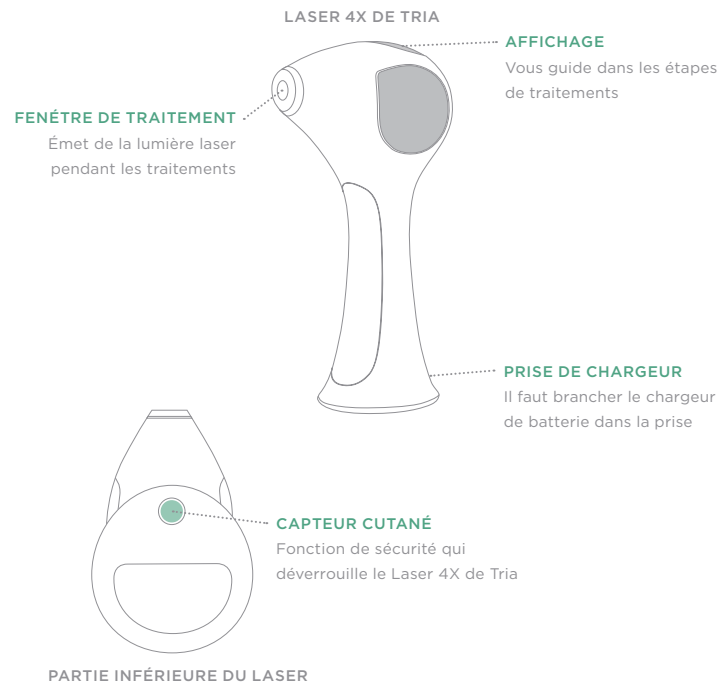 LASER 4X DE TRIA
AFFICHAGE
Vous guide dans les étapes
de traitements
FENÉTRE DE TRAITEMENT
Émet de la lumière laser
pendant les traitements
PRISE DE CHARGEUR
Il faut brancher le chargeur
de batterie dans la prise
CAPTEUR CUTANÉ
Fonction de sécurité qui
déverrouille le Laser 4X de Tria
PARTIE INFÉRIEURE DU LASER